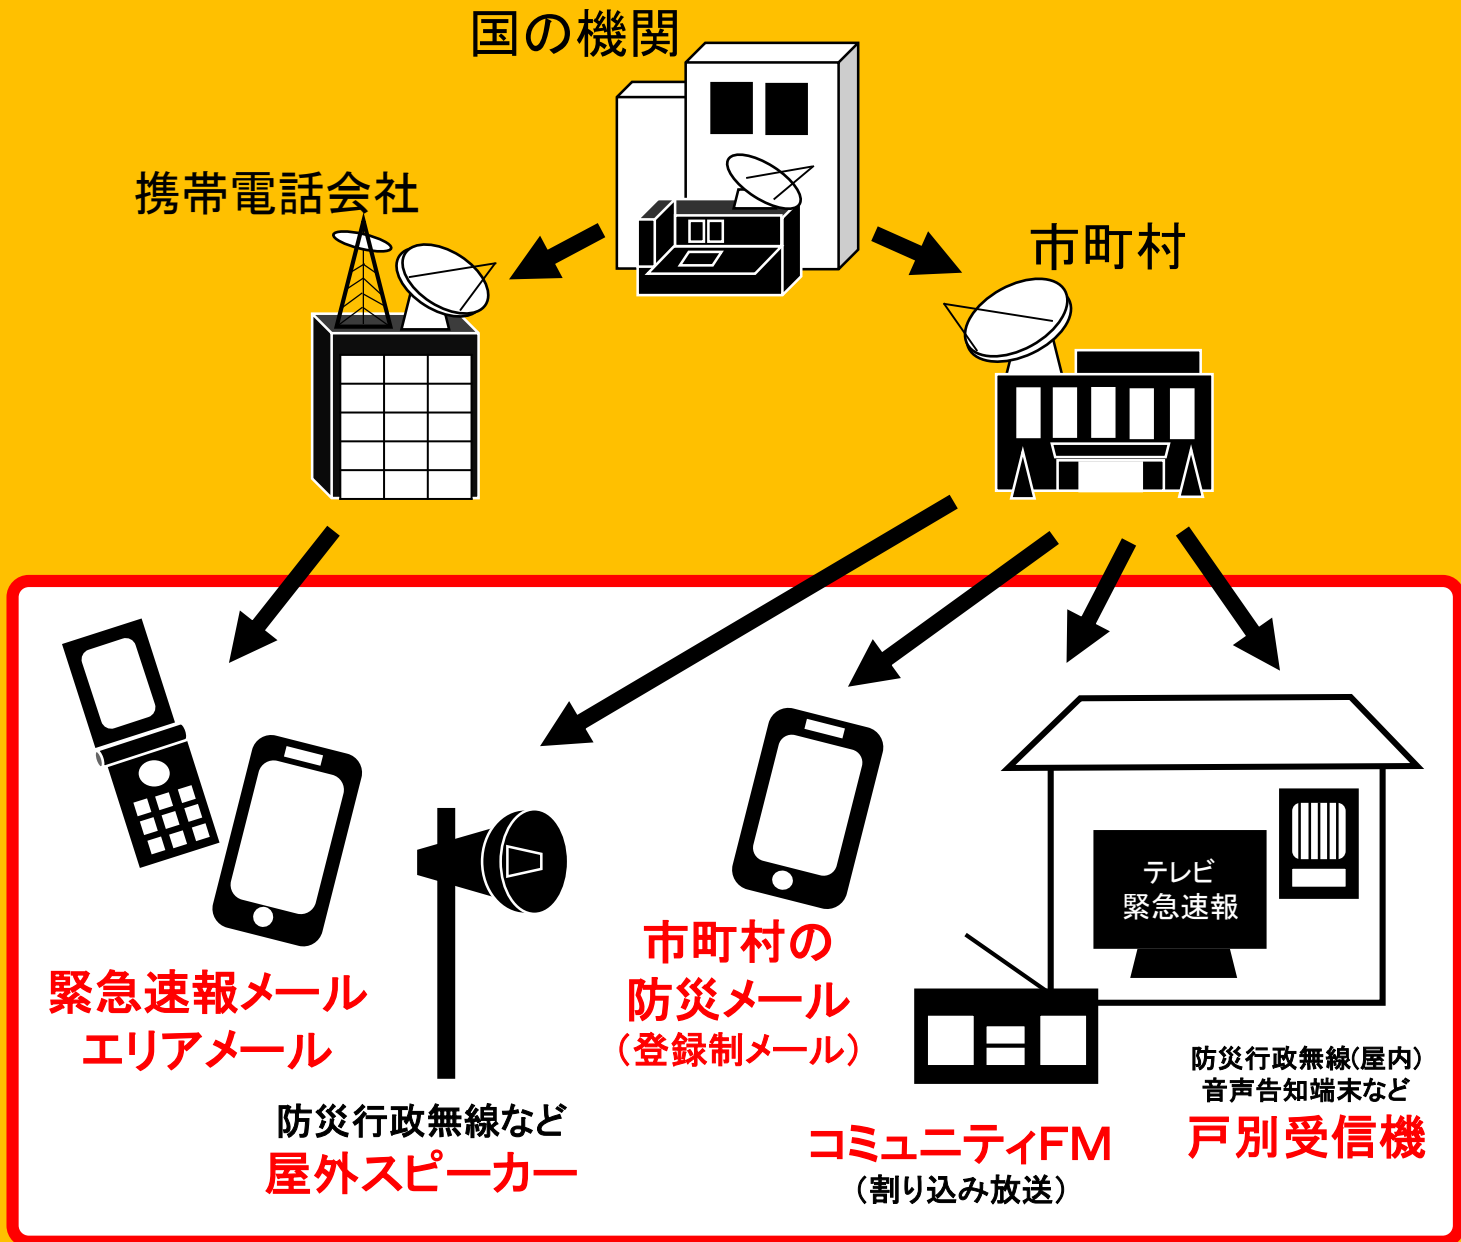 国の機関
携帯電話会社
市町村
テレビ
緊急速報
緊急速報メール
エリアメール
防災行政無線など
屋外スピーカー
市町村の
防災メール
（登録制メール）
コミュニティFM
（割り込み放送）
防災行政無線(屋内)
音声告知端末など
戸別受信機